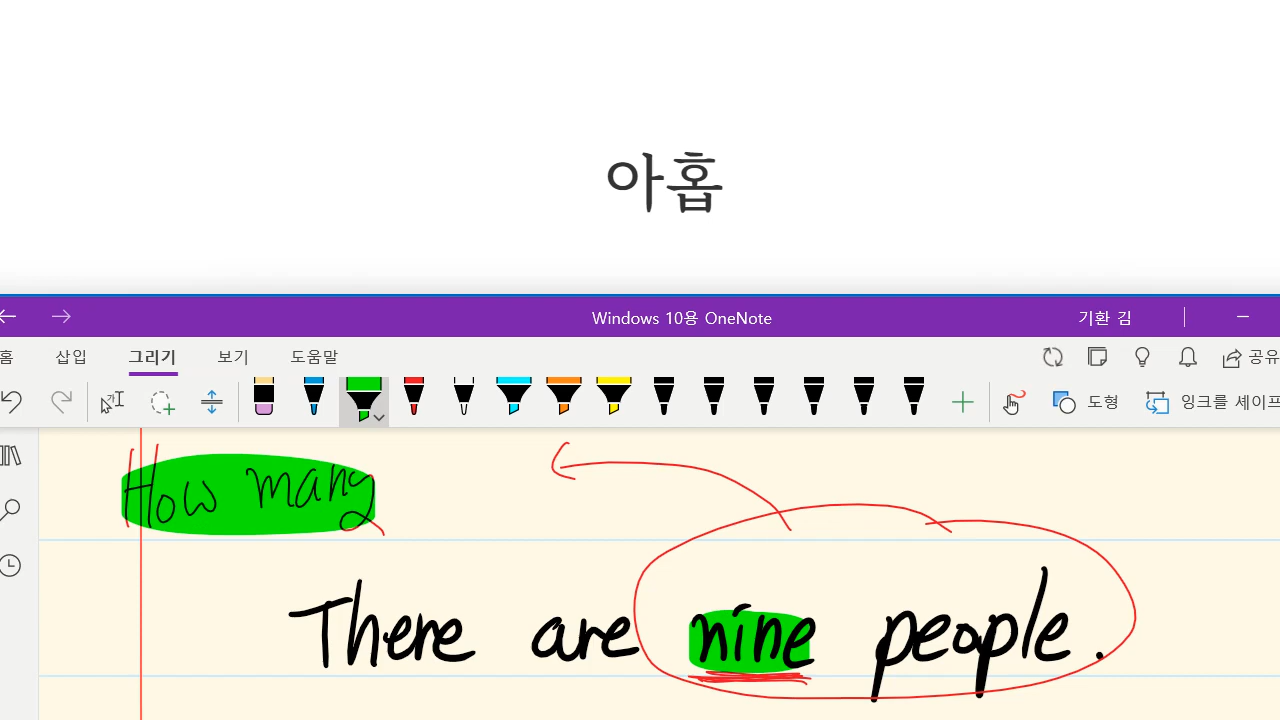 아홉
Windows 10용 OneNote 기환 김
홈 삽입 그리기 보기 도움말 공유
도형 잉크를 셰이프
How many
There are nine people.